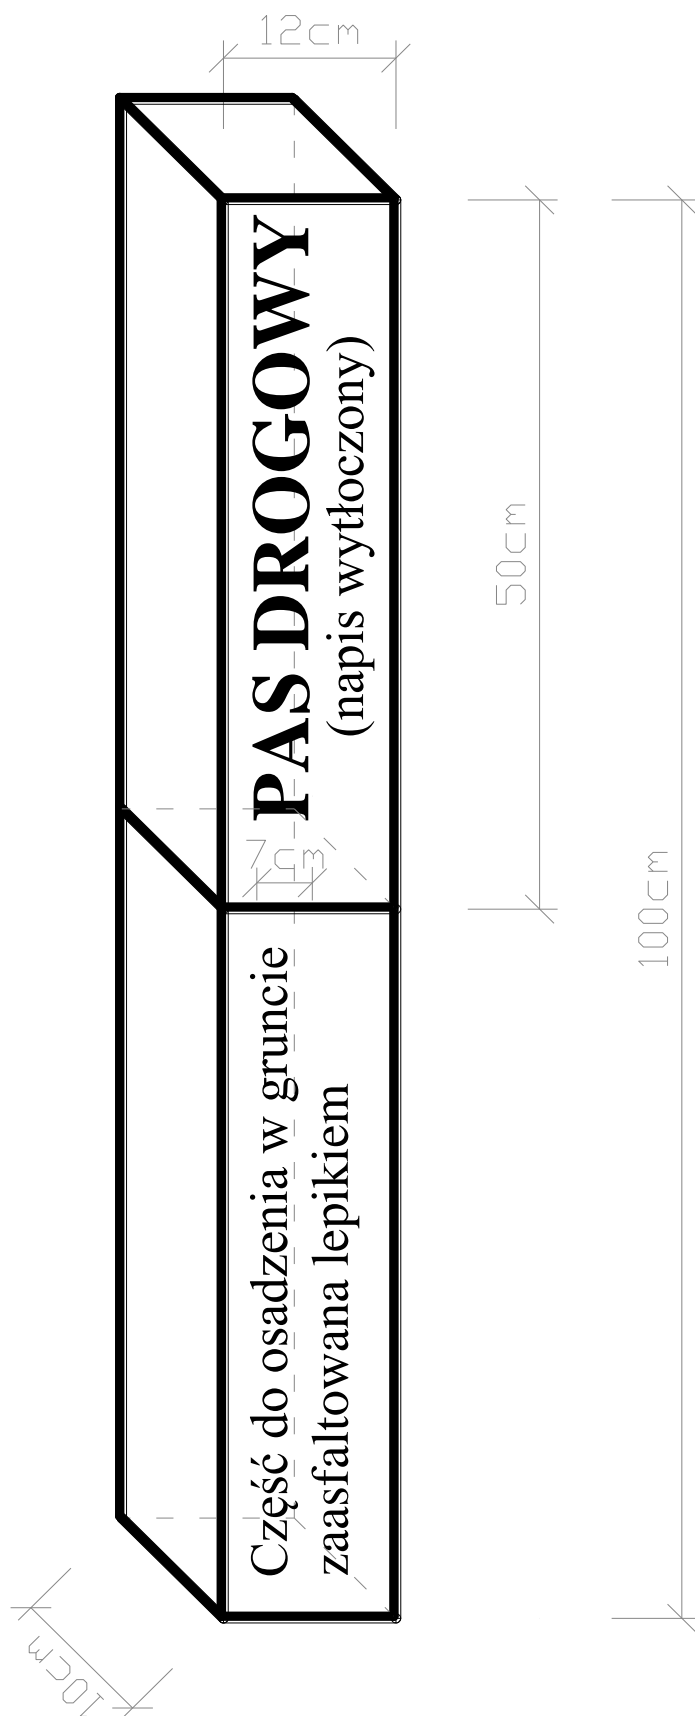 12cm
PAS DROGOWY
(napis wytłoczony)
50cm
100cm
7cm
Część do osadzenia w gruncie
zaasfaltowana lepikiem
10cm